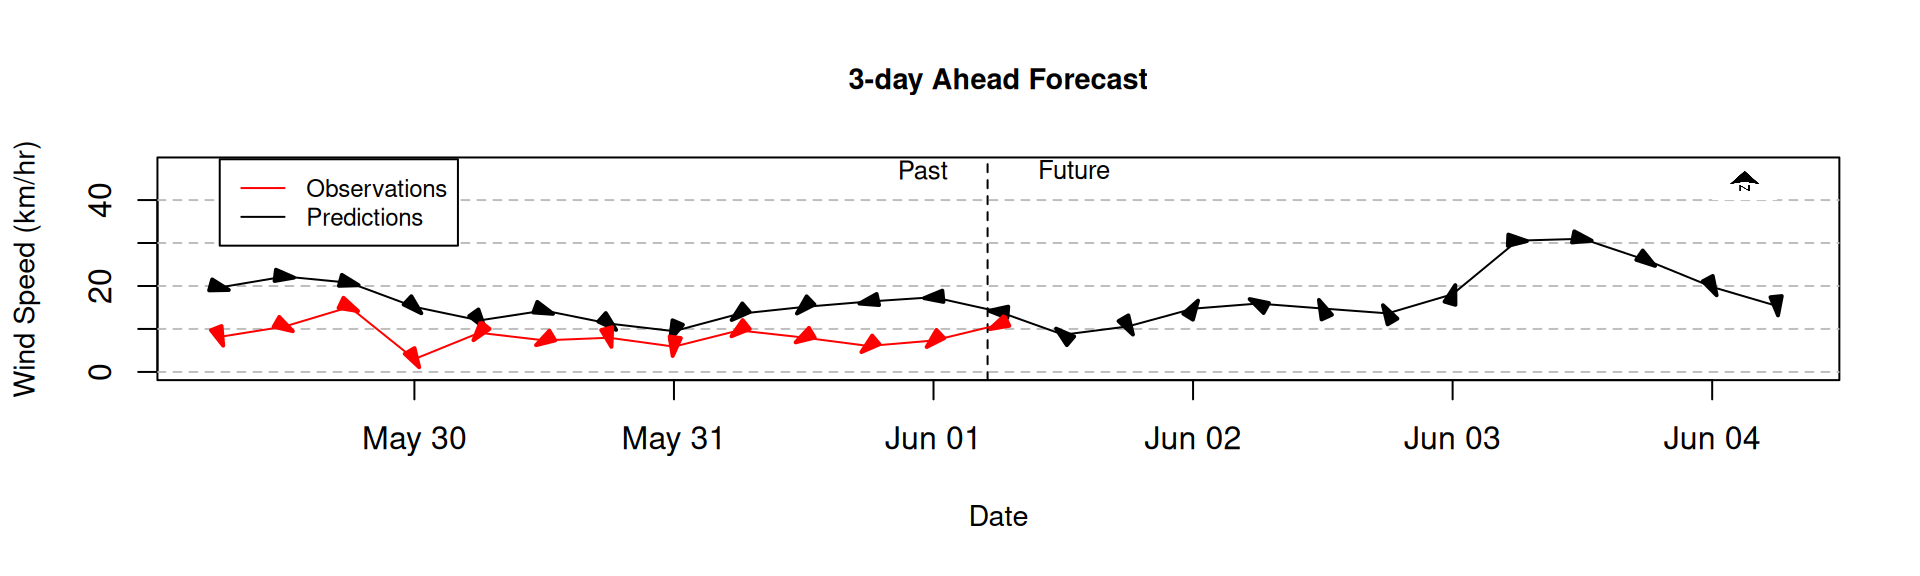 3-day Ahead Forecast
Wind Speed (km/hr)
40
20
0
Observations
Predictions
Past
Future
N
May 30
May 31
Jun 01
Jun 02
Jun 03
Jun 04
Date